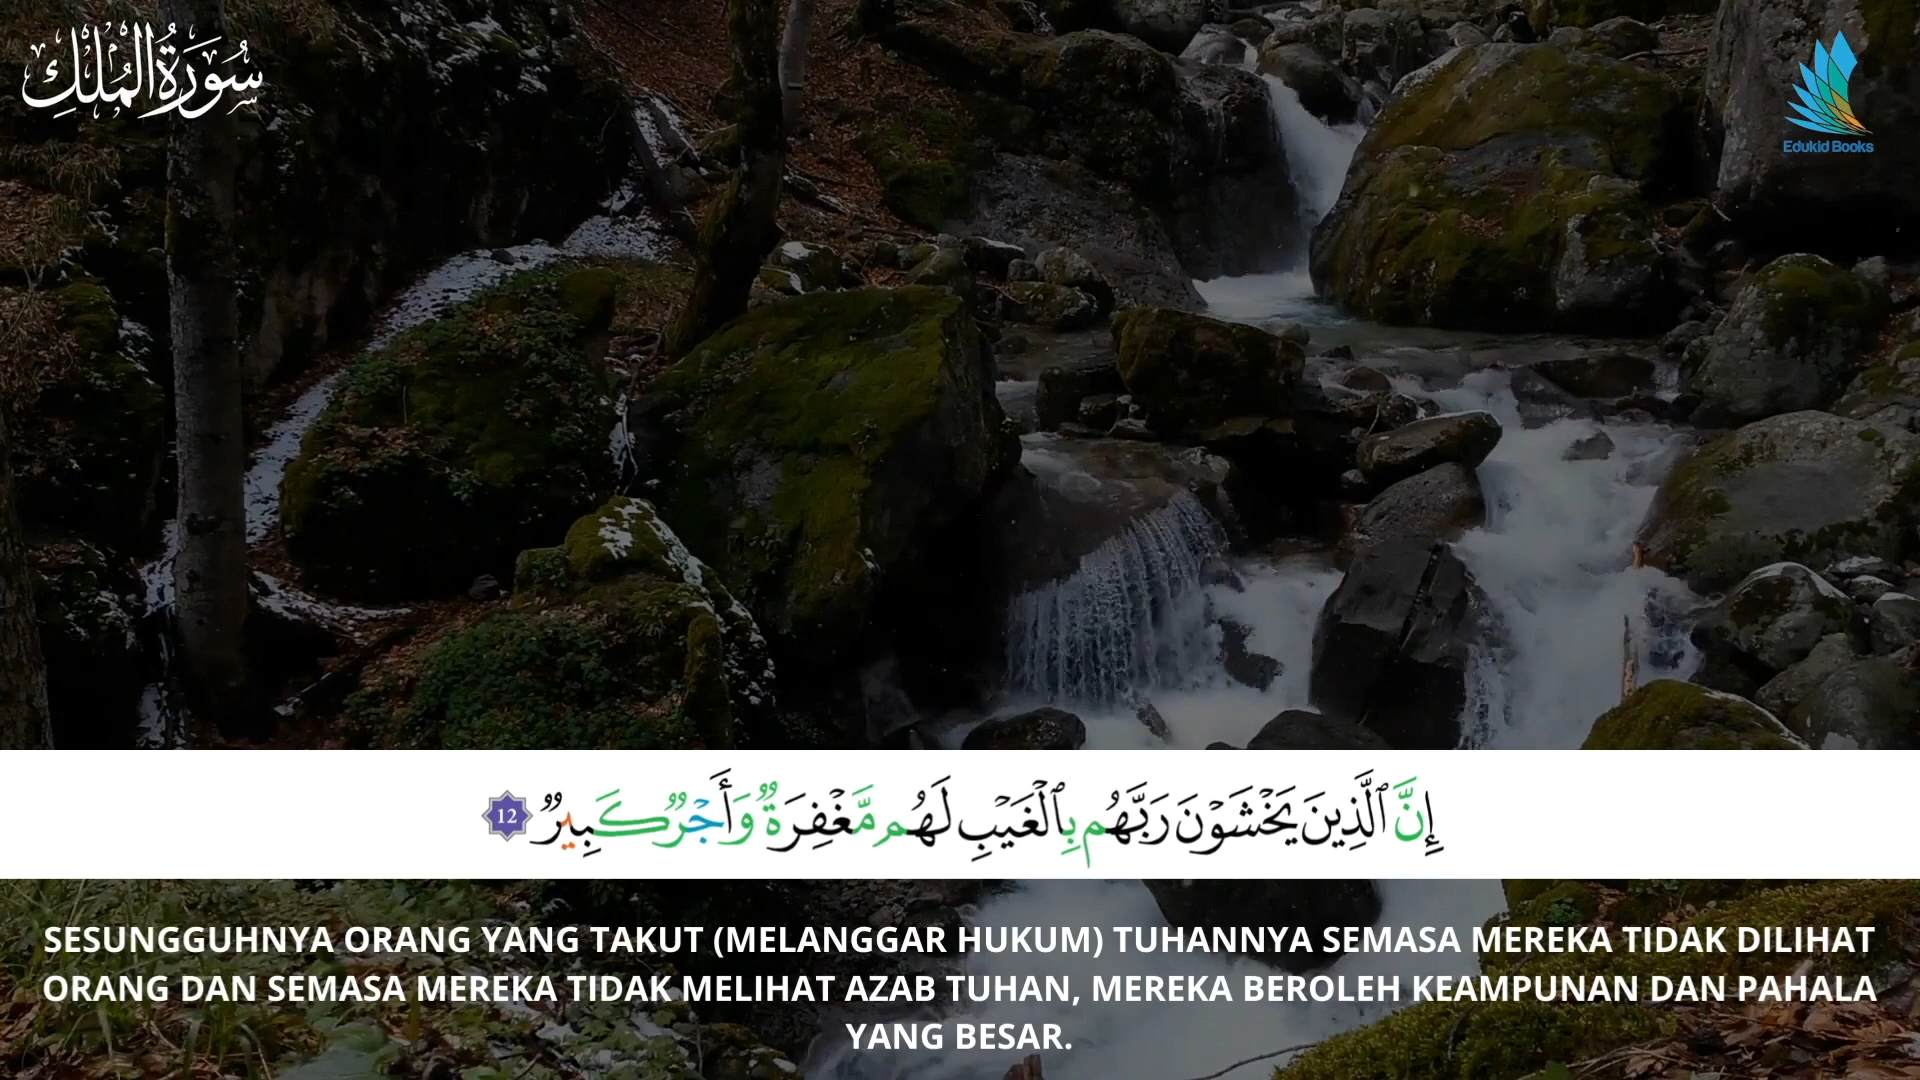 سُورَةُ الْمُلْكِ
Edukid Books
إِنَّ ٱلَّذِينَ يَخْشَوْنَ رَبَّهُم بِٱلْغَيْبِ لَهُم مَّغْفِرَةٌ وَأَجْرٌ كَبِيرٌ 12
SESUNGGUHNYA ORANG YANG TAKUT (MELANGGAR HUKUM) TUHANNYA SEMASA MEREKA TIDAK DILIHAT
ORANG DAN SEMASA MEREKA TIDAK MELIHAT AZAB TUHAN, MEREKA BEROLEH KEAMPUNAN DAN PAHALA
YANG BESAR.